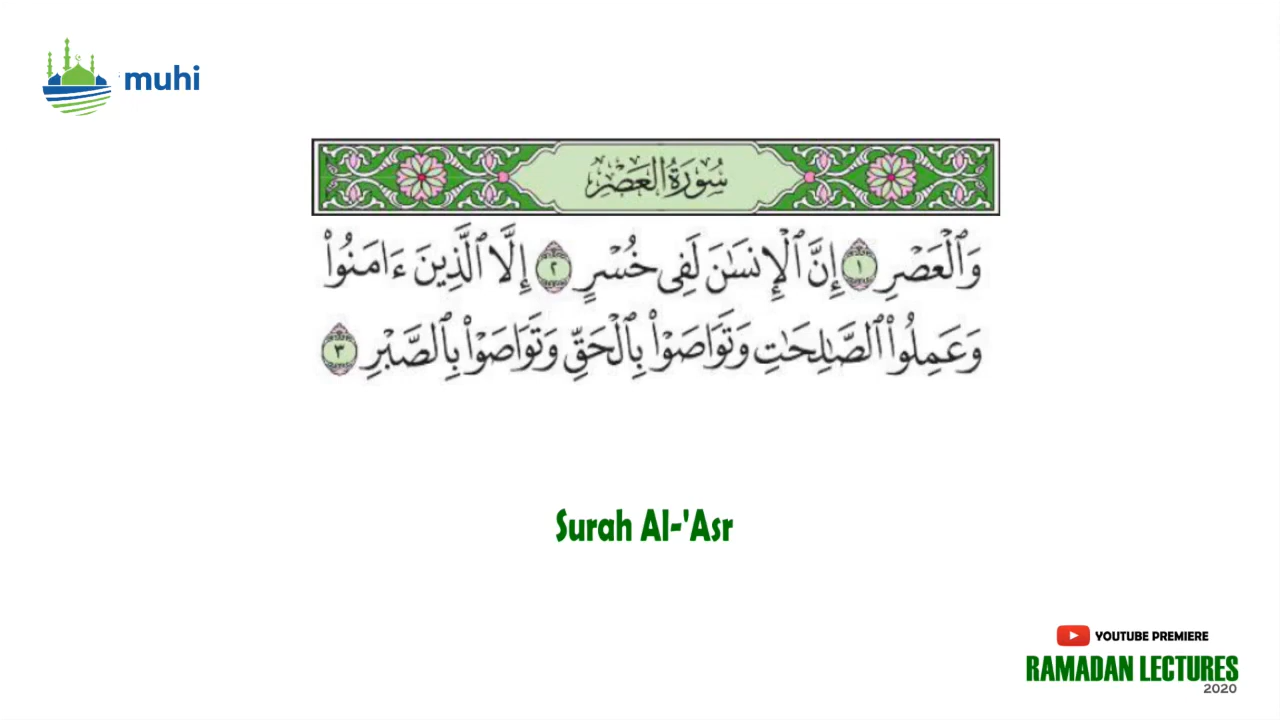 muhi
سُورَةُ العَصْرِ
وَٱلْعَصْرِ ١ إِنَّ ٱلْإِنسَـٰنَ لَفِى خُسْرٍ ٢ إِلَّا ٱلَّذِينَ ءَامَنُوا۟
وَعَمِلُوا۟ ٱلصَّـٰلِحَـٰتِ وَتَوَاصَوْا۟ بِٱلْحَقِّ وَتَوَاصَوْا۟ بِٱلصَّبْرِ ٣
Surah Al-'Asr
YOUTUBE PREMIERE
RAMADAN LECTURES
2020